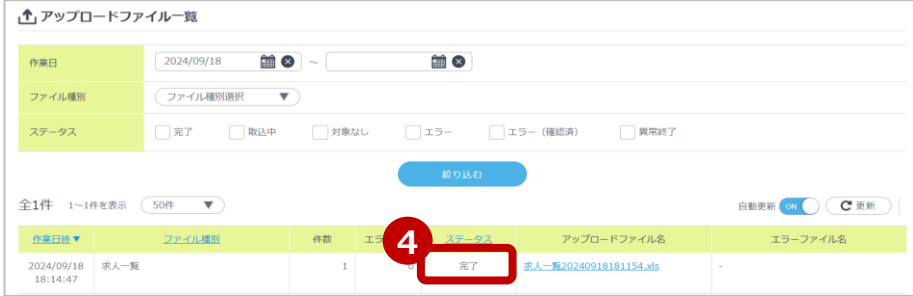 アップロードファイル一覧
作業日 2024/09/18 ～
ファイル種別 ファイル種別選択 ▼
ステータス 完了 取込中 対象なし エラー エラー（確認済） 異常終了
絞り込む
全1件 1～1件を表示 50件 ▼ 自動更新 ON 更新
作業日時▼ ファイル種別 件数 エラ 4 ステータス アップロードファイル名 エラーファイル名
2024/09/18 求人一覧 1 0 完了 求人一覧20240918181154.xls -
18:14:47